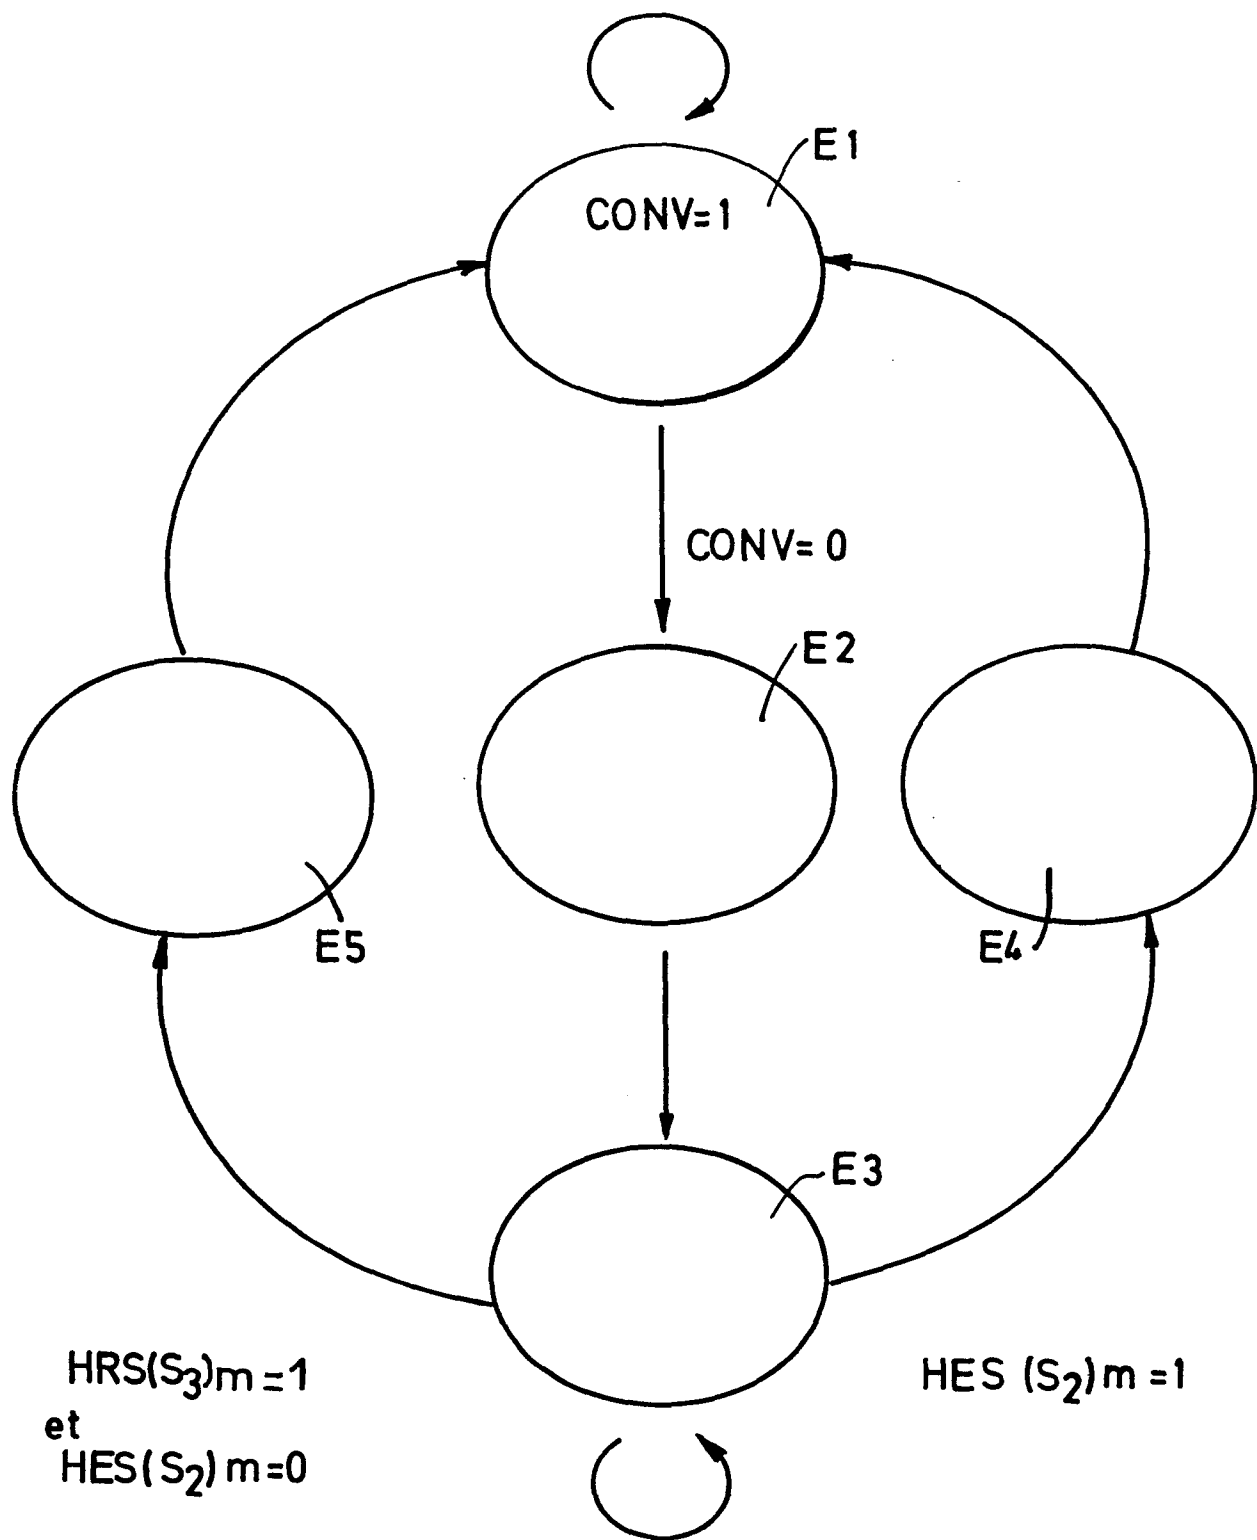 E1
CONV=1
CONV=0
E2
E5
E4
E3
HRS(S3)m=1
et
HES(S2)m=0
HES (S2)m=1